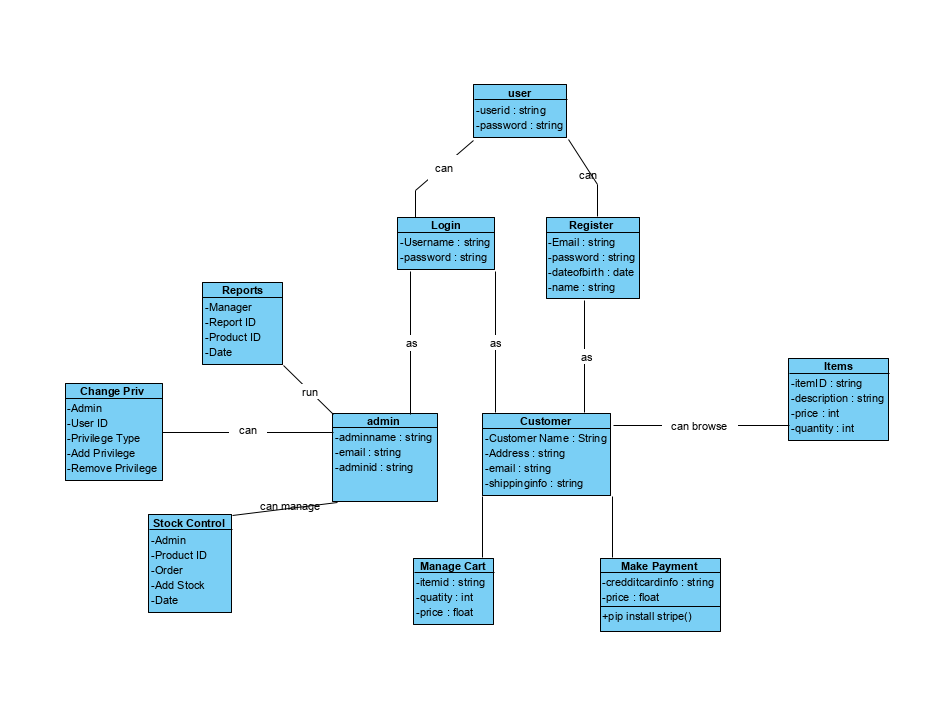 user
-userid : string
-password : string
can
can
Login
-Username : string
-password : string
Register
-Email : string
-password : string
-dateofbirth : date
-name : string
Reports
-Manager
-Report ID
-Product ID
-Date
as
as
as
run
Change Priv
-Admin
-User ID
-Privilege Type
-Add Privilege
-Remove Privilege
can
admin
-adminname : string
-email : string
-adminid : string
Customer
-Customer Name : String
-Address : string
-email : string
-shippinginfo : string
can browse
Items
-itemID : string
-description : string
-price : int
-quantity : int
can manage
Stock Control
-Admin
-Product ID
-Order
-Add Stock
-Date
Manage Cart
-itemid : string
-quatity : int
-price : float
Make Payment
-credditcardinfo : string
-price : float
+pip install stripe()